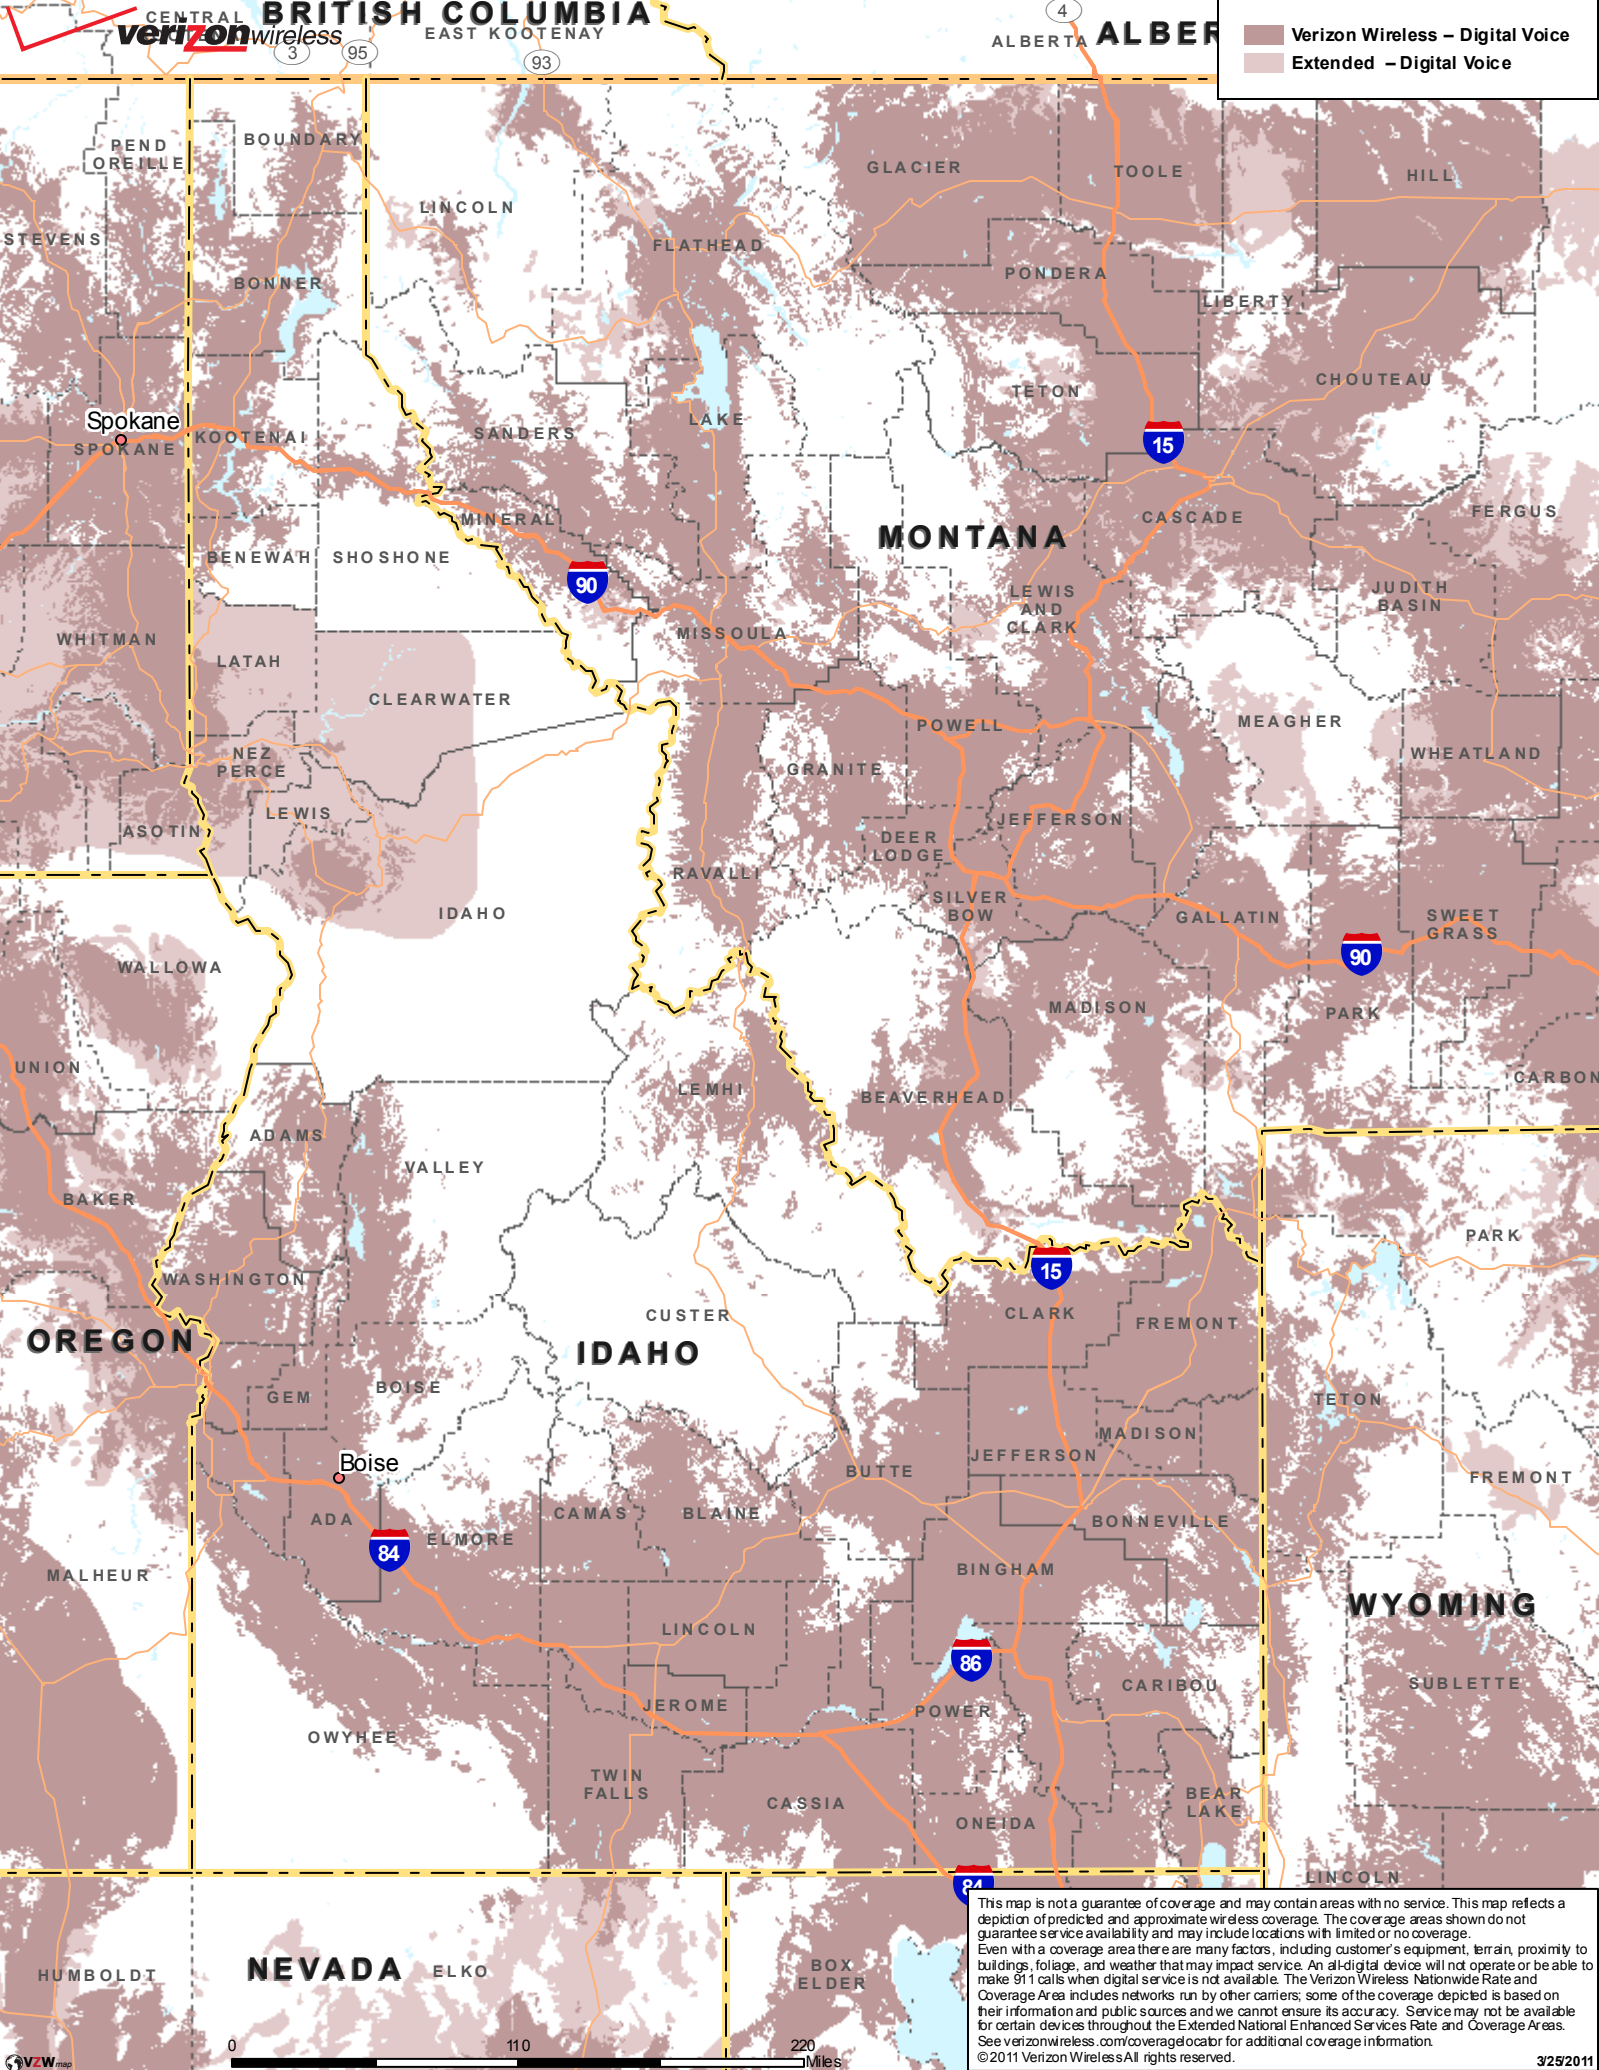 CENTRAL
BRITISH COLUMBIA
EAST KOOTENAY
verizonwireless
3
95
93
4
ALBERTA
ALBER
Verizon Wireless – Digital Voice
Extended – Digital Voice
PEND
OREILLE
BOUNDARY
GLACIER
TOOLE
HILL
LINCOLN
STEVENS
FLATHEAD
BONNER
PONDERA
LIBERTY
TETON
CHOUTEAU
Spokane
SPOKANE
KOOTENAI
SANDERS
LAKE
15
MINERAL
CASCADE
FERGUS
MONTANA
BENEWAH
SHOSHONE
90
LEWIS
AND
CLARK
JUDITH
BASIN
WHITMAN
LATAH
MISSOULA
CLEARWATER
POWELL
MEAGHER
WHEATLAND
NEZ
PERCE
GRANITE
LEWIS
ASOTIN
JEFFERSON
DEER
LODGE
RAVALLI
IDAHO
SILVER
BOW
GALLATIN
SWEET
GRASS
90
WALLOWA
MADISON
PARK
UNION
LEMHI
BEAVERHEAD
CARBON
ADAMS
VALLEY
BAKER
PARK
WASHINGTON
15
CUSTER
CLARK
FREMONT
OREGON
IDAHO
GEM
BOISE
TETON
MADISON
JEFFERSON
Boise
BUTTE
FREMONT
ADA
CAMAS
BLAINE
BONNEVILLE
ELMORE
84
MALHEUR
BINGHAM
WYOMING
LINCOLN
86
CARIBOU
SUBLETTE
JEROME
POWER
OWYHEE
TWIN
FALLS
CASSIA
BEAR
LAKE
ONEIDA
LINCOLN
84
NEVADA
ELKO
HUMBOLDT
BOX
ELDER
This map is not a guarantee of coverage and may contain areas with no service. This map reflects a
depiction of predicted and approximate wireless coverage. The coverage areas shown do not
guarantee service availability and may include locations with limited or no coverage.
Even with a coverage area there are many factors, including customer's equipment, terrain, proximity to
buildings, foliage, and weather that may impact service. An all-digital device will not operate or be able to
make 911 calls when digital service is not available. The Verizon Wireless Nationwide Rate and
Coverage Area includes networks run by other carriers; some of the coverage depicted is based on
their information and public sources and we cannot ensure its accuracy. Service may not be available
for certain devices throughout the Extended National Enhanced Services Rate and Coverage Areas.
See verizonwireless.com/coveragelocator for additional coverage information.
© 2011 Verizon Wireless All rights reserved.
3/25/2011
0
110
220
Miles
VZWmap